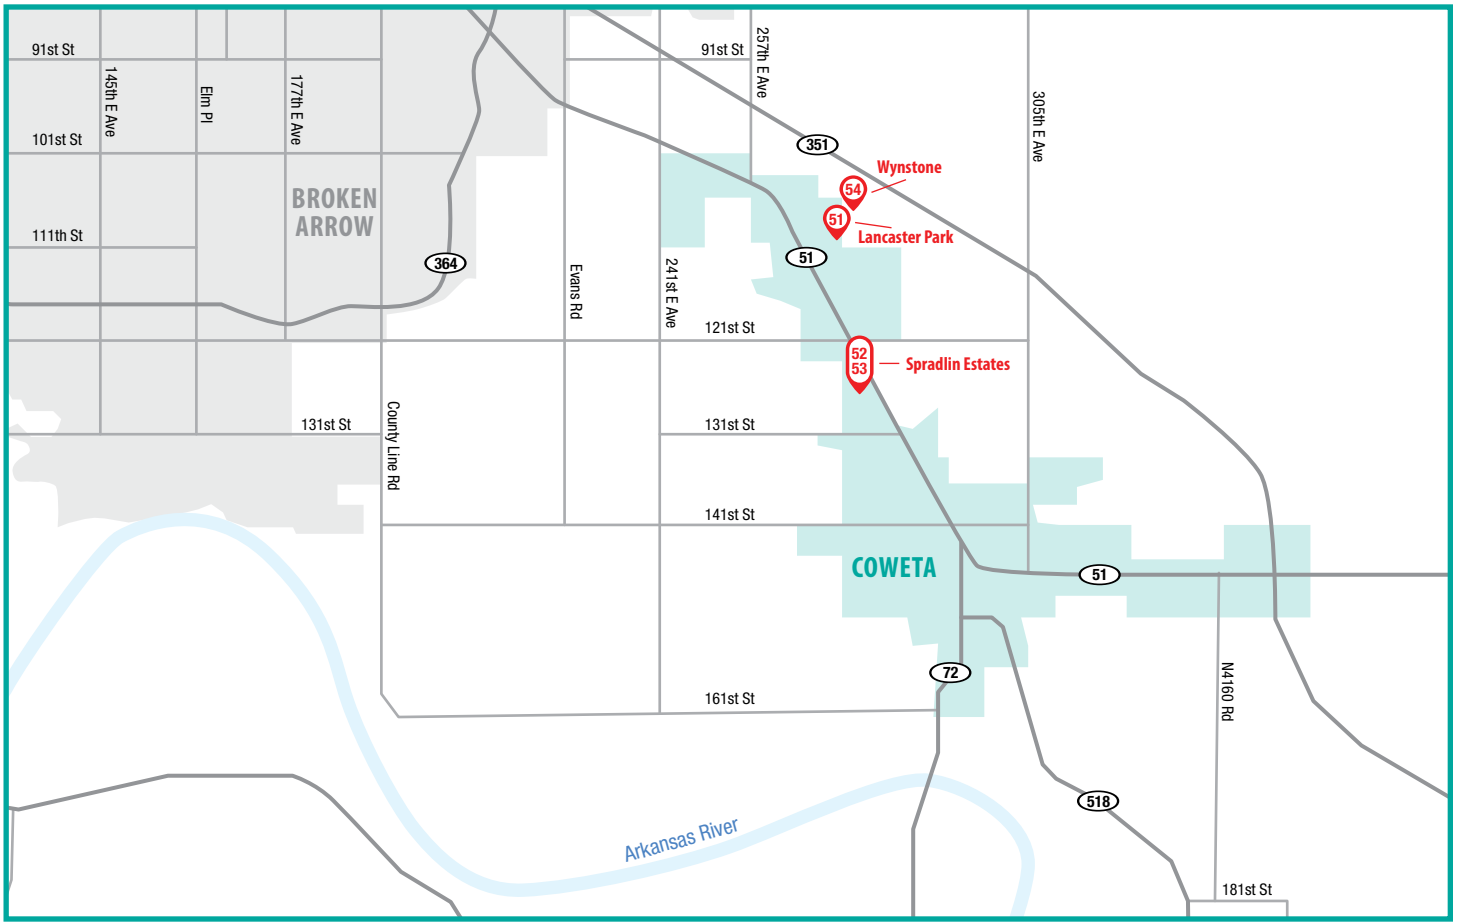 91st St
145th E Ave
Elm Pl
177th E Ave
101st St
BROKEN
ARROW
111th St
364
91st St
257th E Ave
351
305th E Ave
54
Wynstone
51
Lancaster Park
51
Evans Rd
241st E Ave
121st St
52
53
Spradlin Estates
131st St
County Line Rd
131st St
141st St
COWETA
51
72
161st St
N4160 Rd
518
Arkansas River
181st St